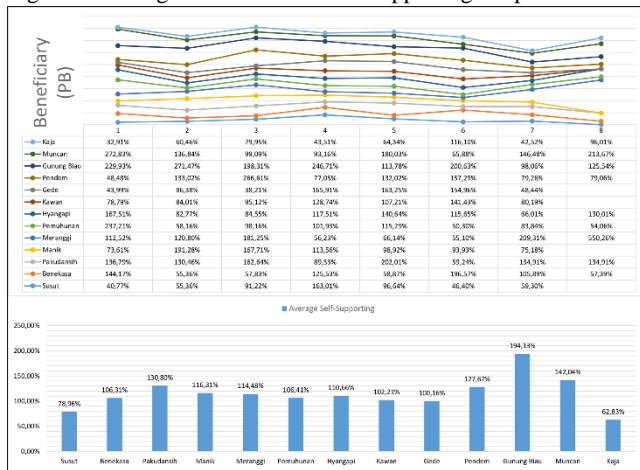 Beneficiary
(PB)
1 2 3 4 5 6 7 8
Kaja 32,91% 60,46% 79,95% 43,51% 64,34% 116,10% 42,52% 96,01%
Muncan 272,83% 136,84% 99,09% 93,16% 180,03% 65,88% 146,48% 213,67%
Gunung Biau 229,93% 271,47% 198,31% 246,71% 113,78% 200,63% 98,06% 125,54%
Pendem 48,48% 133,02% 266,61% 77,05% 132,02% 157,29% 79,26% 79,06%
Gede 43,99% 86,38% 38,21% 165,91% 163,25% 154,96% 48,44%
Kawan 78,79% 84,01% 95,12% 128,74% 107,21% 141,43% 80,19%
Hyangapi 167,51% 82,77% 84,55% 117,51% 140,64% 115,65% 66,01% 130,01%
Pemuhunan 237,21% 58,16% 98,16% 101,93% 115,29% 50,30% 83,84% 54,06%
Meranggi 112,52% 120,80% 181,25% 56,23% 66,14% 55,10% 209,31% 550,26%
Manik 73,61% 191,28% 167,71% 113,56% 98,92% 93,93% 75,18%
Pakudansih 136,79% 130,46% 162,64% 89,53% 202,01% 59,24% 134,91% 134,91%
Benekasa 144,17% 55,36% 57,83% 125,53% 58,87% 196,57% 105,89% 57,39%
Susut 40,77% 55,36% 91,22% 163,01% 96,64% 46,40% 59,30%
Average Self-Supporting
250,00%
200,00%
150,00%
100,00%
50,00%
0,00%
78,96% 106,31% 130,80% 116,31% 114,48% 106,41% 110,66% 102,21% 100,16% 127,67% 194,13% 142,04% 62,83%
Susut Benekasa Pakudansih Manik Meranggi Pemuhunan Hyangapi Kawan Gede Pendem Gunung Biau Muncan Kaja